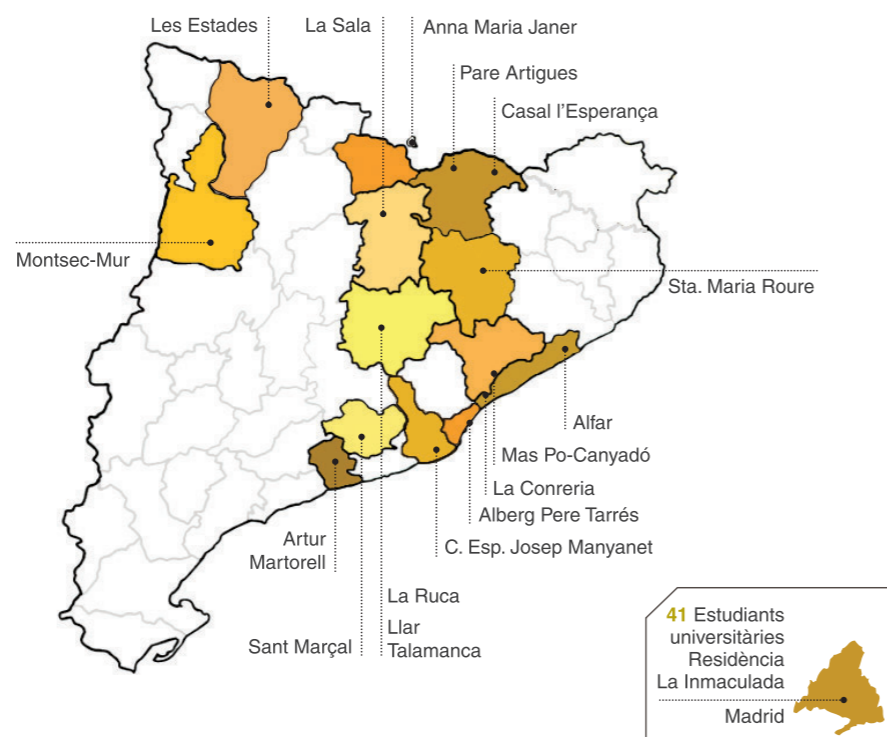 Les Estades
La Sala
Anna Maria Janer
Pare Artigues
Casal l'Esperança
Montsec-Mur
Sta. Maria Roure
Alfar
Mas Po-Canyadó
La Conreria
Alberg Pere Tarrés
C. Esp. Josep Manyanet
Artur
Martorell
La Ruca
Llar
Talamanca
Sant Marçal
41 Estudiants
universitàries
Residència
La Inmaculada
Madrid